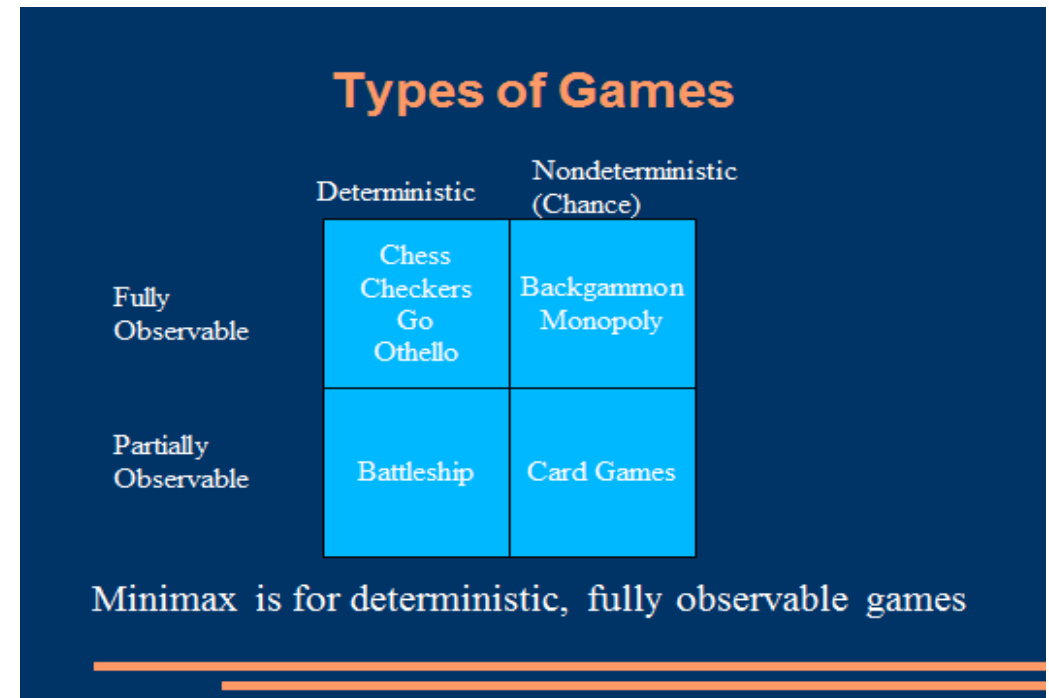 Types of Games
Deterministic
Nondeterministic
(Chance)
Fully
Observable
Chess
Checkers
Go
Othello
Backgammon
Monopoly
Partially
Observable
Battleship
Card Games
Minimax is for deterministic, fully observable games